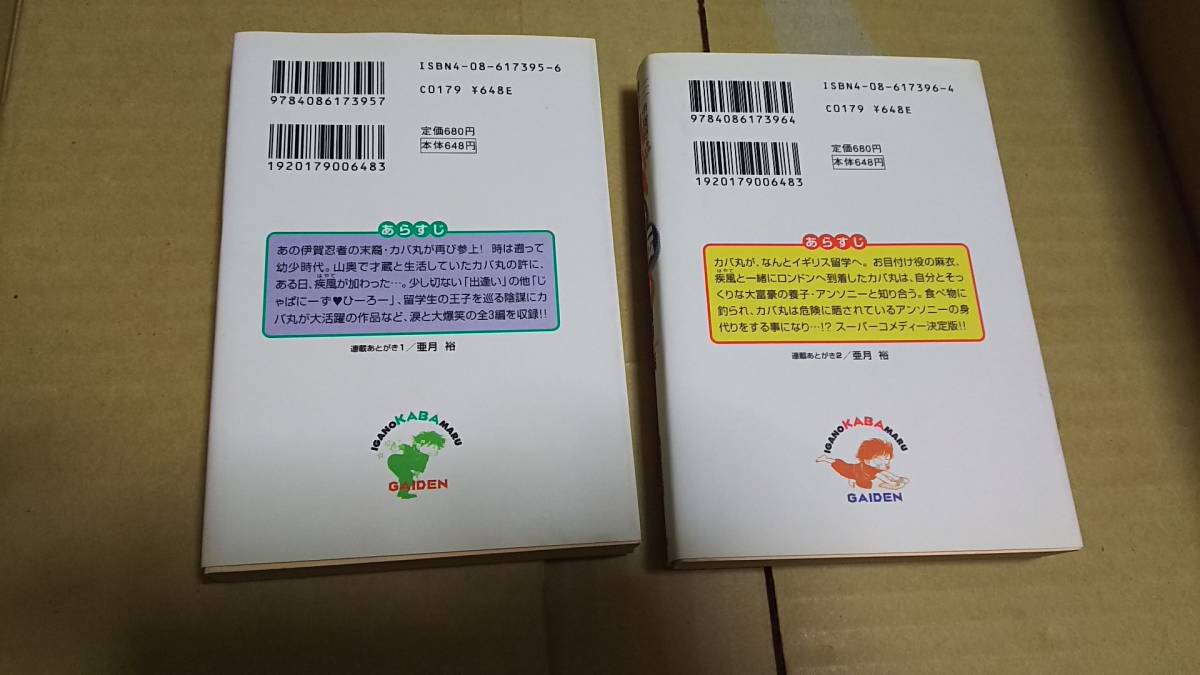 ISBN4-08-617395-6
9784086173957
C0179 ¥648E
定価680円
本体648円
1920179006483
あらすじ
あの伊賀忍者の末裔・カバ丸が再び参上! 時は遡って
幼少時代。山奥で才蔵と生活していたカバ丸の許に、
はやて
ある日、疾風が加わった…。少し切ない「出逢い」の他「じ
ゃぱにーず♥ひーろー」、留学生の王子を巡る陰謀にカ
バ丸が大活躍の作品など、涙と大爆笑の全3編を収録!!
連載あとがき1/亜月 裕
IGANO KABAMARU
GAIDEN
ISBN4-08-617396-4
9784086173964
C0179 ¥648E
定価680円
本体648円
1920179006483
あらすじ
カバ丸が、なんとイギリス留学へ。お目付け役の麻衣、
はやて
疾風と一緒にロンドンへ到着したカバ丸は、自分とそっ
くりな大富豪の養子・アンソニーと知り合う。食べ物に
釣られ、カバ丸は危険に晒されているアンソニーの身
代りをする事になり…!? スーパーコメディー決定版!!
連載あとがき2/亜月 裕
IGANO KABAMARU
GAIDEN